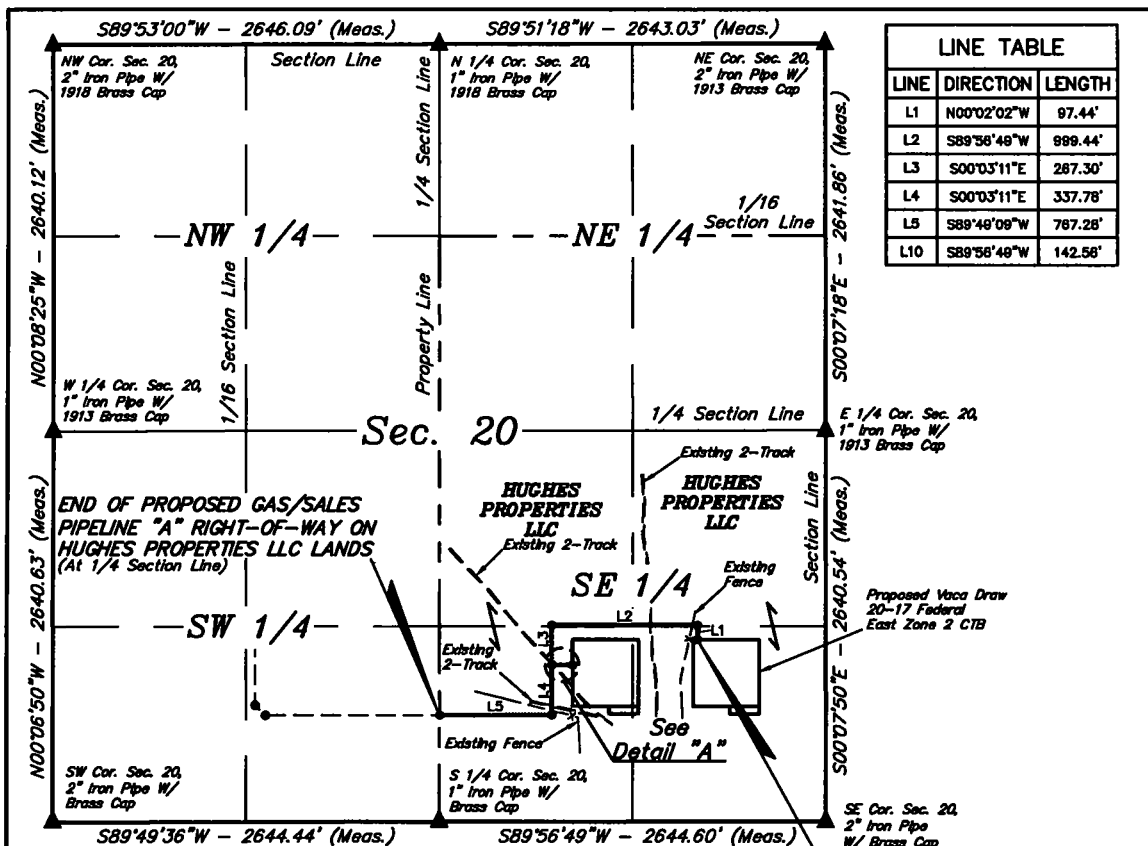 S89°53'00"W - 2646.09' (Meas.)
S89°51'18"W - 2643.03' (Meas.)
Section Line
NW Cor. Sec. 20,
2" Iron Pipe W/
1918 Brass Cap
N 1/4 Cor. Sec. 20,
1" Iron Pipe W/
1918 Brass Cap
NE Cor. Sec. 20,
2" Iron Pipe W/
1913 Brass Cap
LINE TABLE
LINE DIRECTION LENGTH
L1 N00°02'02"W 97.44'
L2 S89°56'49"W 999.44'
L3 S00°03'11"E 267.30'
L4 S00°03'11"E 337.78'
L5 S89°49'09"W 767.28'
L10 S89°56'49"W 142.56'
N00°08'25"W - 2640.12' (Meas.)
1/4 Section Line
S00°07'18"E - 2641.86' (Meas.)
1/16
Section Line
NW 1/4
NE 1/4
1/16 Section Line
Property Line
W 1/4 Cor. Sec. 20,
1" Iron Pipe W/
1913 Brass Cap
1/4 Section Line
E 1/4 Cor. Sec. 20,
1" Iron Pipe W/
1913 Brass Cap
Sec. 20
Existing 2-Track
HUGHES
PROPERTIES
LLC
HUGHES
PROPERTIES
LLC
Existing 2-Track
END OF PROPOSED GAS/SALES
PIPELINE "A" RIGHT-OF-WAY ON
HUGHES PROPERTIES LLC LANDS
(At 1/4 Section Line)
N00°06'50"W - 2640.63' (Meas.)
Section Line
S00°07'50"E - 2640.54' (Meas.)
Existing
Fence
SE 1/4
Proposed Vaca Draw
20-17 Federal
East Zone 2 CTB
SW 1/4
L2
L1
L3
L4
L5
Existing
2-Track
Existing Fence
See
Detail "A"
SW Cor. Sec. 20,
2" Iron Pipe W/
Brass Cap
S 1/4 Cor. Sec. 20,
1" Iron Pipe W/
Brass Cap
SE Cor. Sec. 20,
2" Iron Pipe
W/ Brass Cap
S89°49'36"W - 2644.44' (Meas.)
S89°56'49"W - 2644.60' (Meas.)